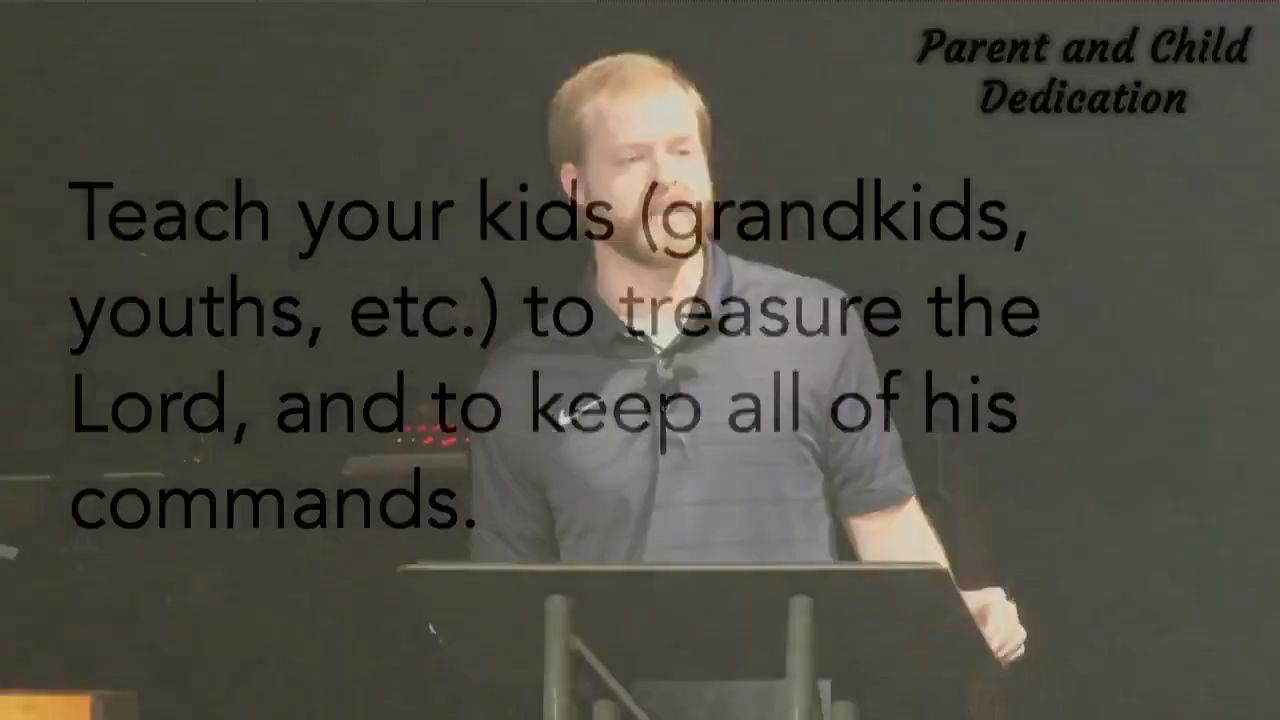 Parent and Child
Dedication
Teach your kids (grandkids,
youths, etc.) to treasure the
Lord, and to keep all of his
commands.